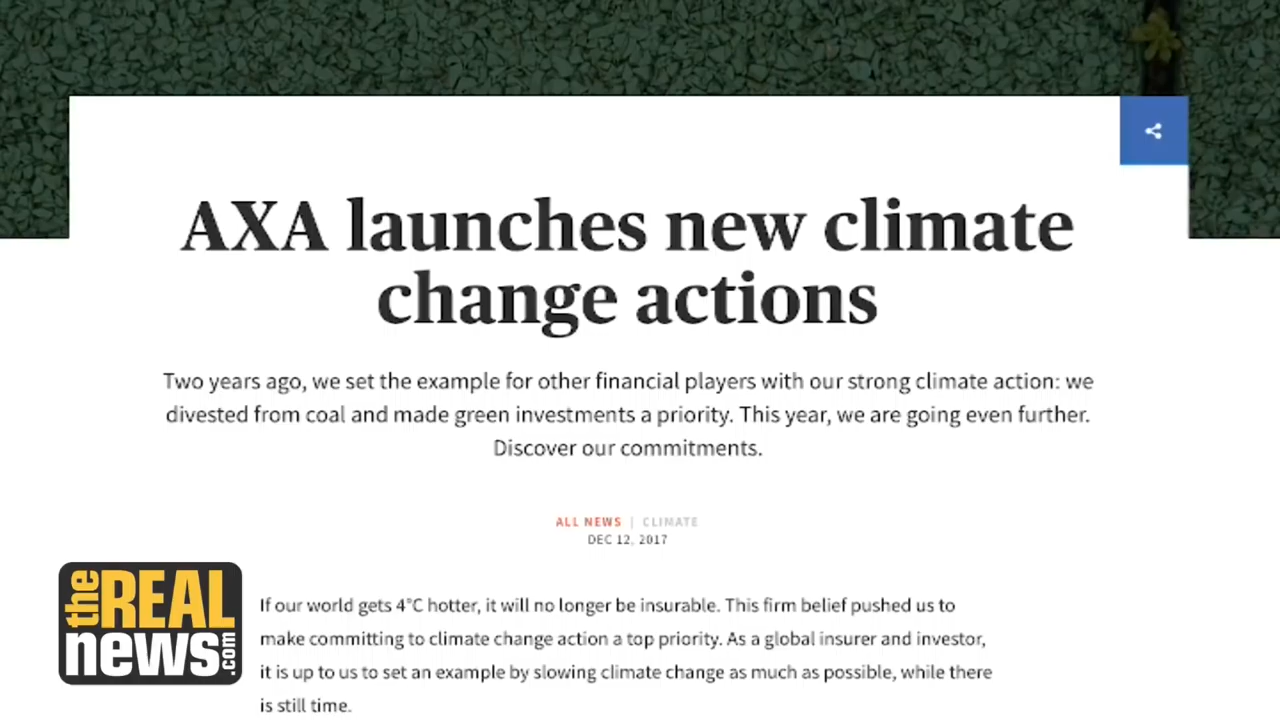 AXA launches new climate
change actions
Two years ago, we set the example for other financial players with our strong climate action: we
divested from coal and made green investments a priority. This year, we are going even further.
Discover our commitments.
ALL NEWS | CLIMATE
DEC 12, 2017
If our world gets 4°C hotter, it will no longer be insurable. This firm belief pushed us to
make committing to climate change action a top priority. As a global insurer and investor,
it is up to us to set an example by slowing climate change as much as possible, while there
is still time.
the REAL
news.com